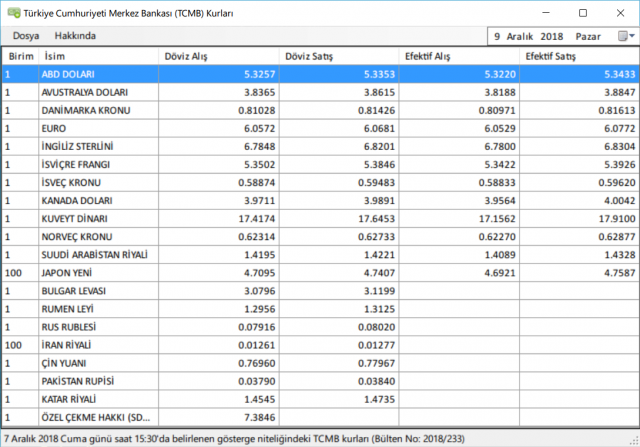 Türkiye Cumhuriyeti Merkez Bankası (TCMB) Kurları
Dosya Hakkında 9 Aralık 2018 Pazar
Birim İsim Döviz Alış Döviz Satış Efektif Alış Efektif Satış
1 ABD DOLARI 5.3257 5.3353 5.3220 5.3433
1 AVUSTRALYA DOLARI 3.8365 3.8615 3.8188 3.8847
1 DANİMARKA KRONU 0.81028 0.81426 0.80971 0.81613
1 EURO 6.0572 6.0681 6.0529 6.0772
1 İNGİLİZ STERLİNİ 6.7848 6.8201 6.7800 6.8304
1 İSVİÇRE FRANGI 5.3502 5.3846 5.3422 5.3926
1 İSVEÇ KRONU 0.58874 0.59483 0.58833 0.59620
1 KANADA DOLARI 3.9711 3.9891 3.9564 4.0042
1 KUVEYT DİNARI 17.4174 17.6453 17.1562 17.9100
1 NORVEÇ KRONU 0.62314 0.62733 0.62270 0.62877
1 SUUDİ ARABİSTAN RİYALİ 1.4195 1.4221 1.4089 1.4328
100 JAPON YENİ 4.7095 4.7407 4.6921 4.7587
1 BULGAR LEVASI 3.0796 3.1199
1 RUMEN LEYİ 1.2956 1.3125
1 RUS RUBLESİ 0.07916 0.08020
100 İRAN RİYALİ 0.01261 0.01277
1 ÇİN YUANI 0.76960 0.77967
1 PAKİSTAN RUPİSİ 0.03790 0.03840
1 KATAR RİYALİ 1.4545 1.4735
1 ÖZEL ÇEKME HAKKI (SD... 7.3846
7 Aralık 2018 Cuma günü saat 15:30'da belirlenen gösterge niteliğindeki TCMB kurları (Bülten No: 2018/233)